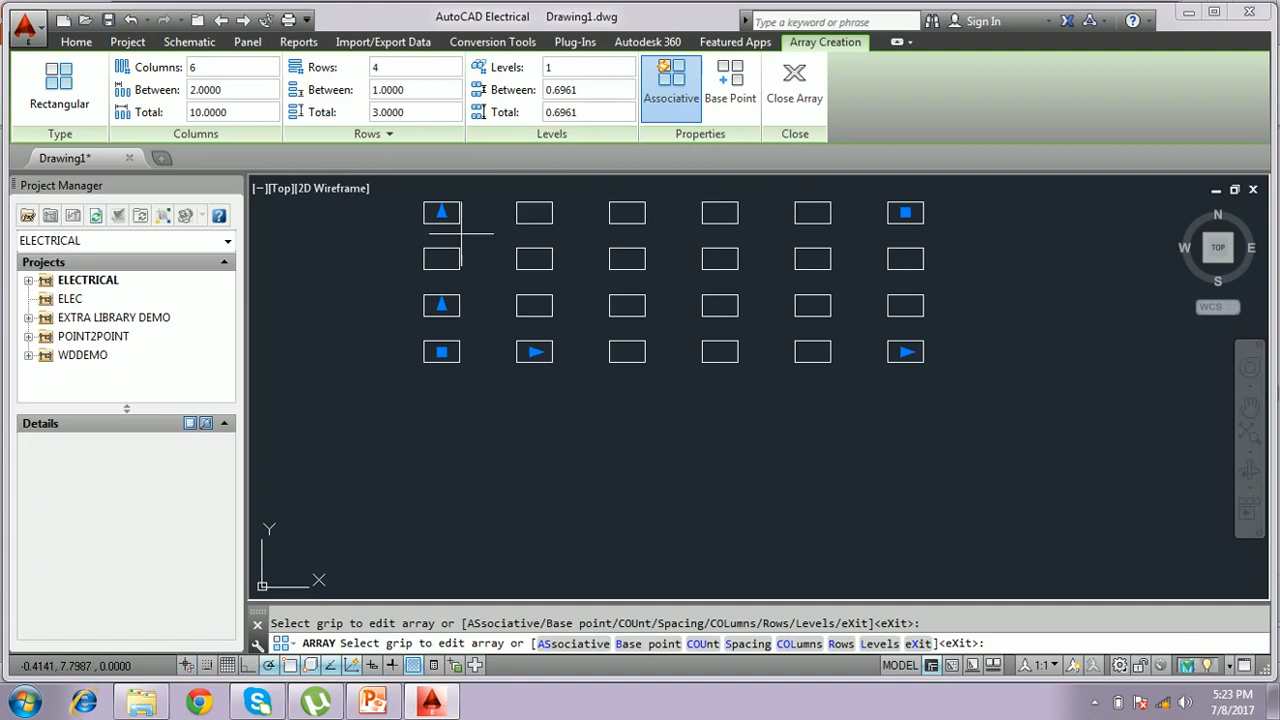 AutoCAD Electrical Drawing1.dwg
Type a keyword or phrase
Sign In
Home Project Schematic Panel Reports Import/Export Data Conversion Tools Plug-Ins Autodesk 360 Featured Apps Array Creation
Columns: 6 Rows: 4 Levels: 1
Between: 2.0000 Between: 1.0000 Between: 0.6961
Rectangular Associative Base Point Close Array
Total: 10.0000 Total: 3.0000 Total: 0.6961
Type Columns Rows Levels Properties Close
Drawing1*
Project Manager
[−][Top][2D Wireframe]
ELECTRICAL
Projects
ELECTRICAL
ELEC
EXTRA LIBRARY DEMO
POINT2POINT
WDDEMO
Details
N
W TOP E
S
WCS
Y
X
Select grip to edit array or [ASsociative/Base point/COUnt/Spacing/COLumns/Rows/Levels/eXit]<eXit>:
ARRAY Select grip to edit array or [ASsociative Base point COUnt Spacing COLumns Rows Levels eXit]<eXit>:
-0.4141, 7.7987, 0.0000 MODEL 1:1
5:23 PM
7/8/2017